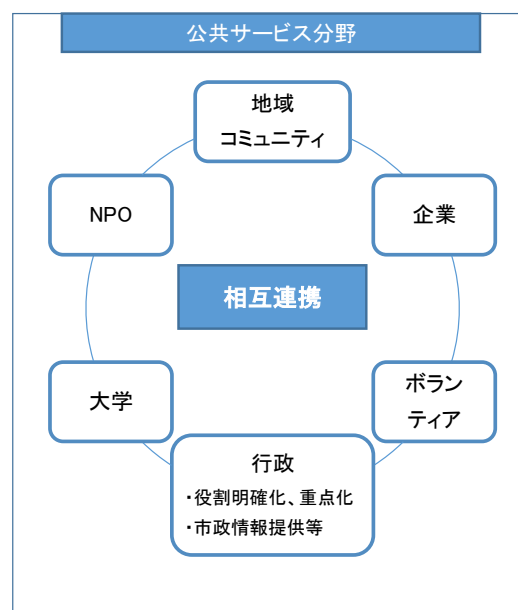 公共サービス分野
地域
コミュニティ
NPO
企業
相互連携
大学
ボラン
ティア
行政
・役割明確化、重点化
・市政情報提供等